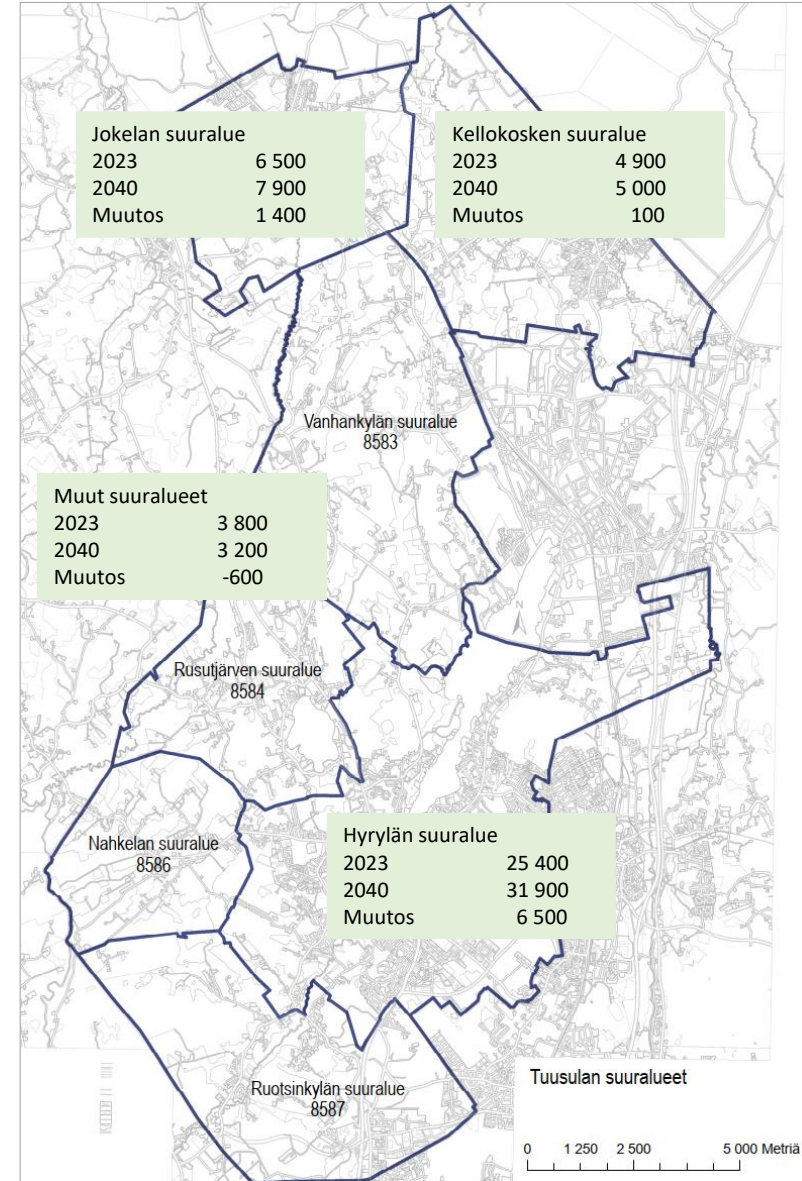 Jokelan suuralue
2023 6 500
2040 7 900
Muutos 1 400
Kellokosken suuralue
2023 4 900
2040 5 000
Muutos 100
Vanhankylän suuralue
8583
Muut suuralueet
2023 3 800
2040 3 200
Muutos -600
Rusutjärven suuralue
8584
Nahkelan suuralue
8586
Hyrylän suuralue
2023 25 400
2040 31 900
Muutos 6 500
Ruotsinkylän suuralue
8587
Tuusulan suuralueet
0 1 250 2 500 5 000 Metriä